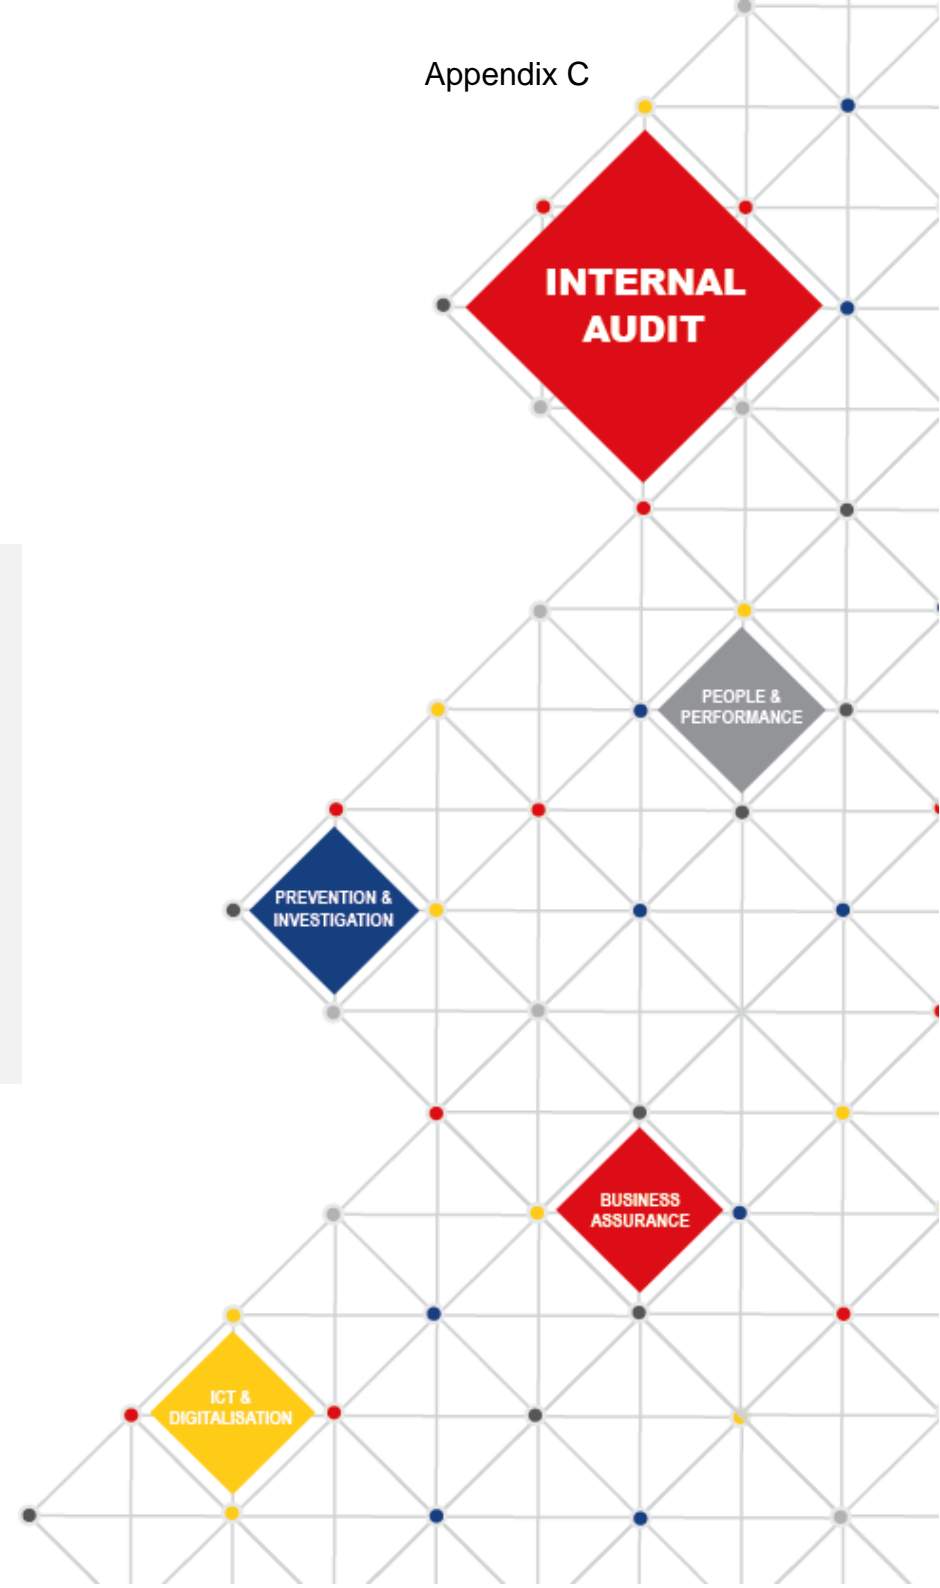 Appendix C
INTERNAL
AUDIT
PEOPLE &
PERFORMANCE
PREVENTION &
INVESTIGATION
BUSINESS
ASSURANCE
ICT &
DIGITALISATION